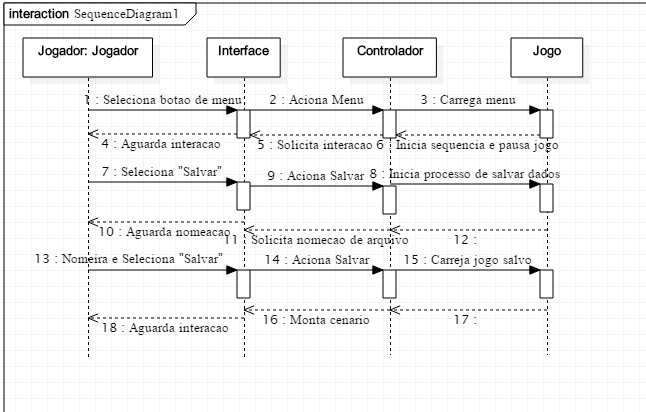 interaction SequenceDiagram1
Jogador: Jogador
Interface
Controlador
Jogo
1 : Seleciona botao de menu
2 : Aciona Menu
3 : Carrega menu
4 : Aguarda interacao
5 : Solicita interacao
6 : Inicia sequencia e pausa jogo
7 : Seleciona "Salvar"
9 : Aciona Salvar
8 : Inicia processo de salvar dados
10 : Aguarda nomeacao
11 : Solicita nomecao de arquivo
12 :
13 : Nomeira e Seleciona "Salvar"
14 : Aciona Salvar
15 : Carreja jogo salvo
16 : Monta cenario
17 :
18 : Aguarda interacao